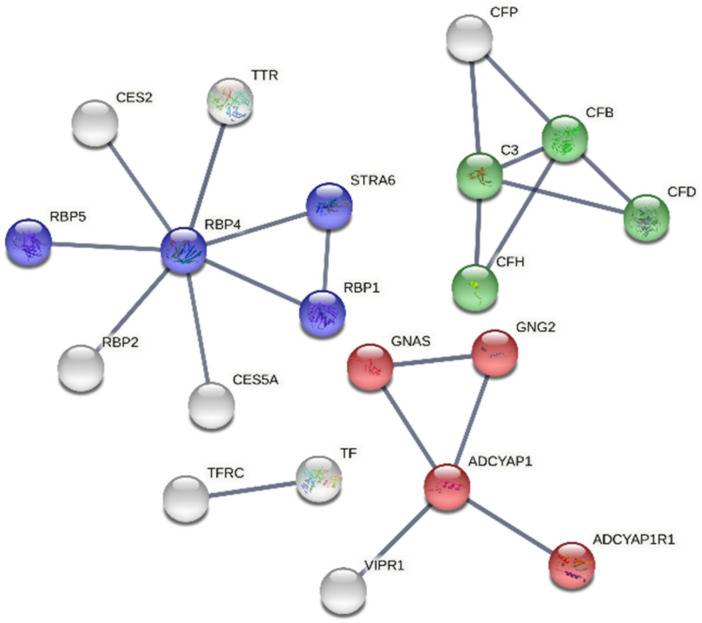 CFP
TTR
CES2
CFB
C3
STRA6
CFD
RBP5
RBP4
CFH
RBP1
GNG2
RBP2
GNAS
CES5A
TF
ADCYAP1
TFRC
ADCYAP1R1
VIPR1